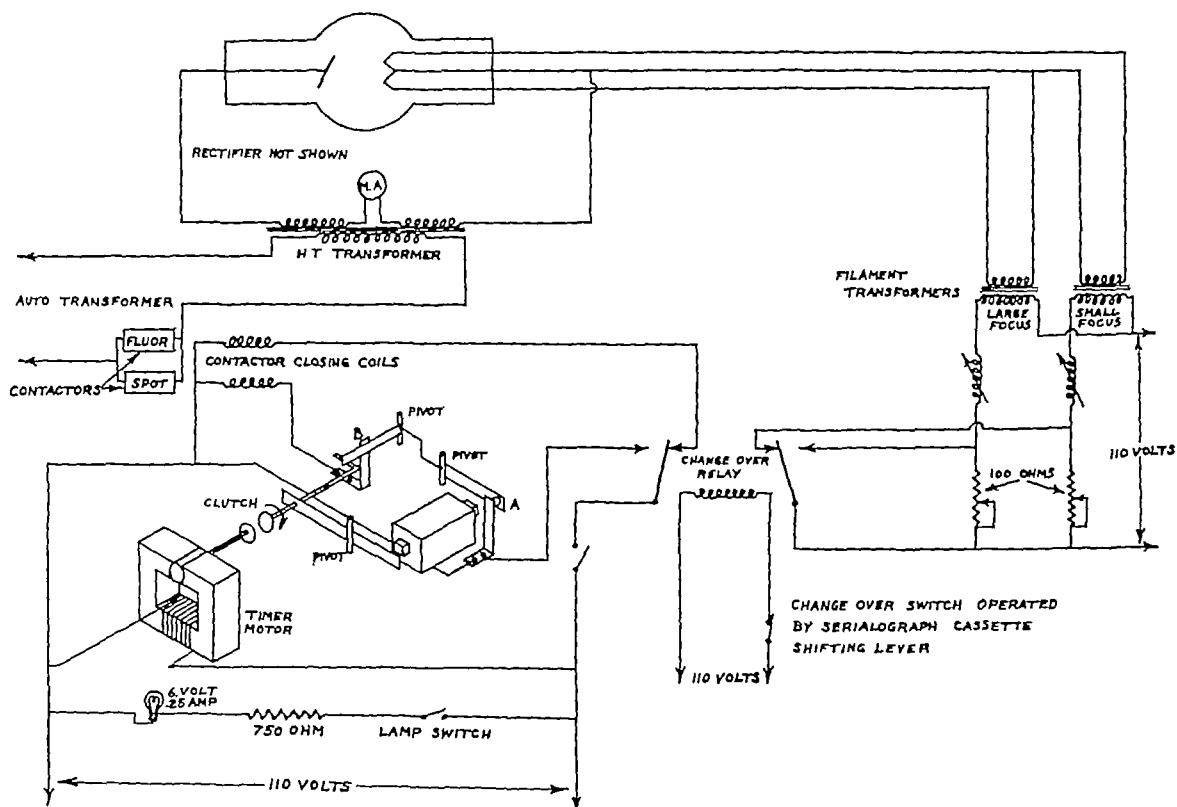 RECTIFIER NOT SHOWN
M.A
H T TRANSFORMER
AUTO TRANSFORMER
FLUOR
SPOT
CONTACTORS
CONTACTOR CLOSING COILS
FILAMENT
TRANSFORMERS
LARGE
FOCUS
SMALL
FOCUS
110 VOLTS
100 OHMS
CHANGE OVER
RELAY
PIVOT
PIVOT
A
B
CLUTCH
PIVOT
TIMER
MOTOR
CHANGE OVER SWITCH OPERATED
BY SERIALOGRAPH CASSETTE
SHIFTING LEVER
110 VOLTS
6.VOLT
.25 AMP
750 OHM
LAMP SWITCH
110 VOLTS